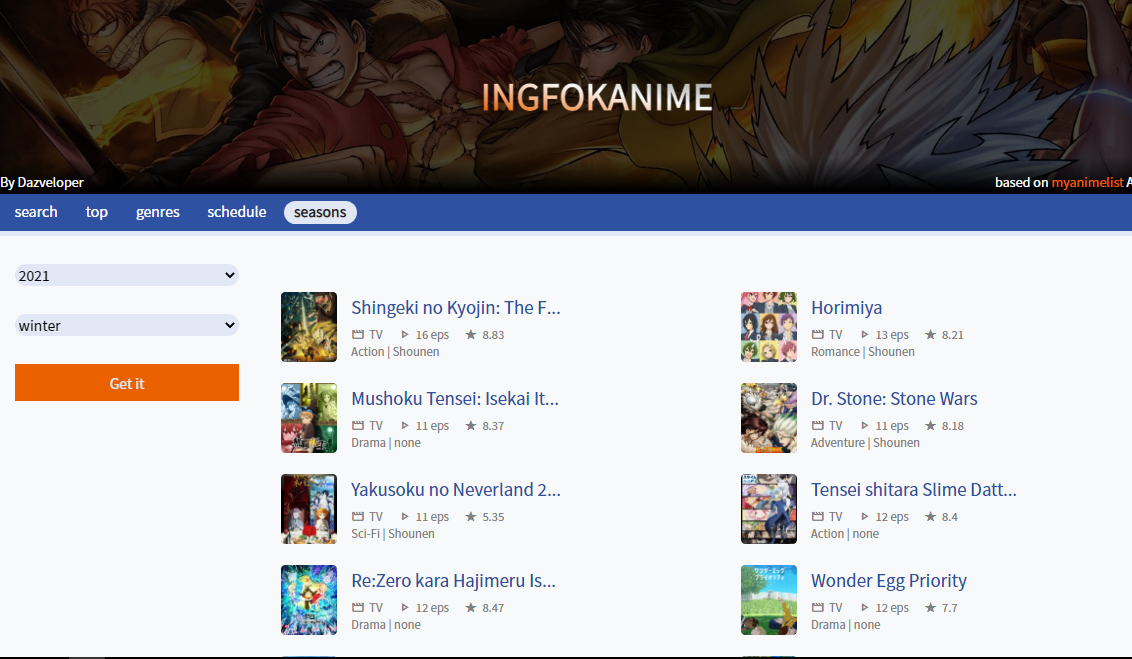 INGFOKANIME
By Dazveloper
based on myanimelist A
search top genres schedule seasons
2021
winter
Get it
Shingeki no Kyojin: The F...
TV 16 eps 8.83
Action | Shounen
Horimiya
TV 13 eps 8.21
Romance | Shounen
Mushoku Tensei: Isekai It...
TV 11 eps 8.37
Drama | none
Dr. Stone: Stone Wars
TV 11 eps 8.18
Adventure | Shounen
Yakusoku no Neverland 2...
TV 11 eps 5.35
Sci-Fi | Shounen
Tensei shitara Slime Datt...
TV 12 eps 8.4
Action | none
Re:Zero kara Hajimeru Is...
TV 12 eps 8.47
Drama | none
Wonder Egg Priority
TV 12 eps 7.7
Drama | none